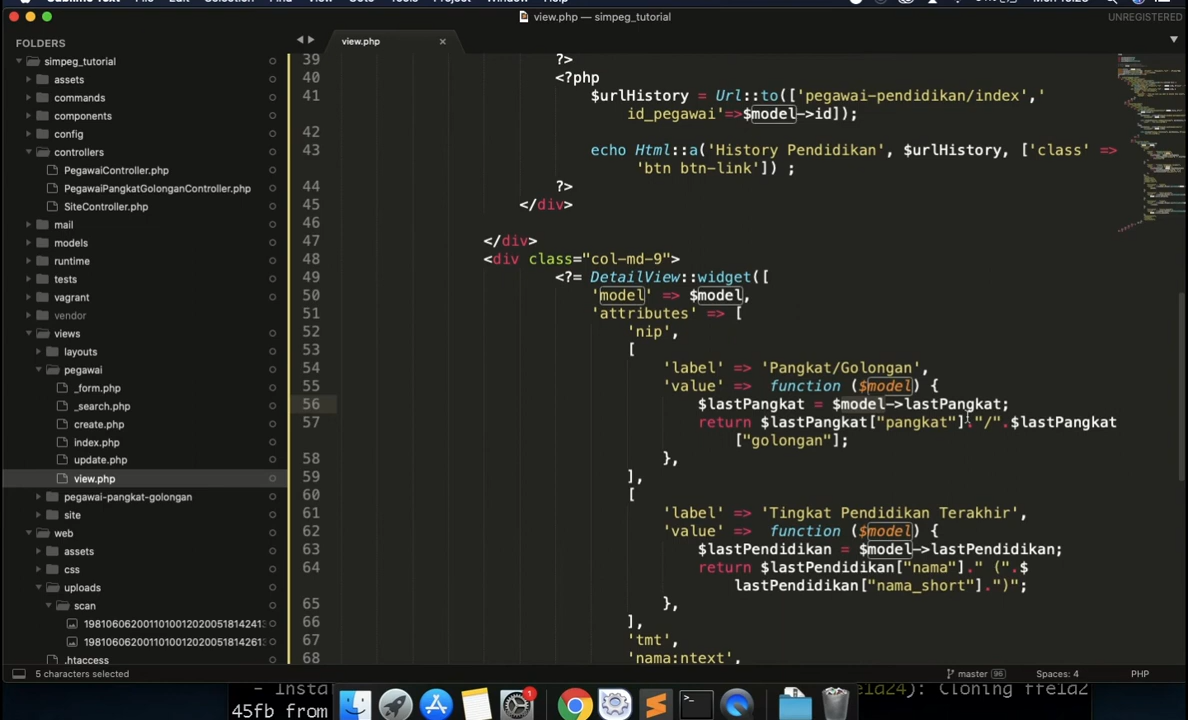 view.php — simpeg_tutorial
UNREGISTERED
FOLDERS
simpeg_tutorial
assets
commands
components
config
controllers
PegawaiController.php
PegawaiPangkatGolonganController.php
SiteController.php
mail
models
runtime
tests
vagrant
vendor
views
layouts
pegawai
_form.php
_search.php
create.php
index.php
update.php
view.php
pegawai-pangkat-golongan
site
web
assets
css
uploads
scan
.htaccess
view.php
39 ?>
40 <?php
41 $urlHistory = Url::to(['pegawai-pendidikan/index','
id_pegawai'=>$model->id]);
42
43 echo Html::a('History Pendidikan', $urlHistory, ['class' =>
'btn btn-link']) ;
44 ?>
45 </div>
46
47 </div>
48 <div class="col-md-9">
49 <?= DetailView::widget([
50 'model' => $model,
51 'attributes' => [
52 'nip',
53 [
54 'label' => 'Pangkat/Golongan',
55 'value' => function ($model) {
56 $lastPangkat = $model->lastPangkat;
57 return $lastPangkat["pangkat"]."/".$lastPangkat
["golongan"];
58 },
59 ],
60 [
61 'label' => 'Tingkat Pendidikan Terakhir',
62 'value' => function ($model) {
63 $lastPendidikan = $model->lastPendidikan;
64 return $lastPendidikan["nama"]." (".$
lastPendidikan["nama_short"].")";
65 },
66 ],
67 'tmt',
68 'nama:ntext',
5 characters selected
master 96
Spaces: 4
PHP
1
- Insta
Cloning ffe1d2
45fb from